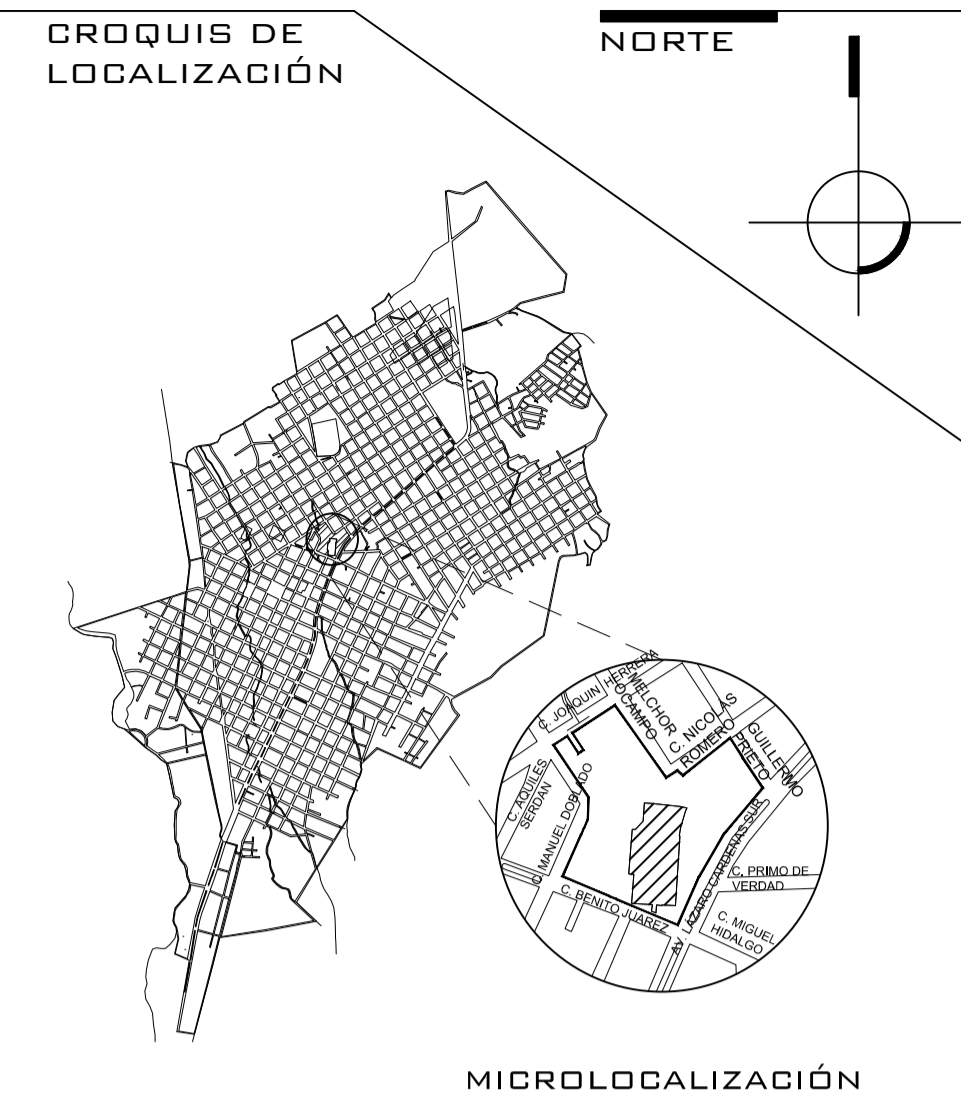 CROQUIS DE
LOCALIZACIÓN
NORTE
C. JOAQUIN HERRERA
MELCHOR
OCAMPO
C. NICOLAS
ROMERO
GUILLERMO
PRIETO
C. AQUILES
SERDAN
C. MANUEL DOBLADO
AV. LÁZARO CARDENAS SUR
C. PRIMO DE
VERDAD
C. BENITO JUAREZ
C. MIGUEL
HIDALGO
MICROLOCALIZACIÓN